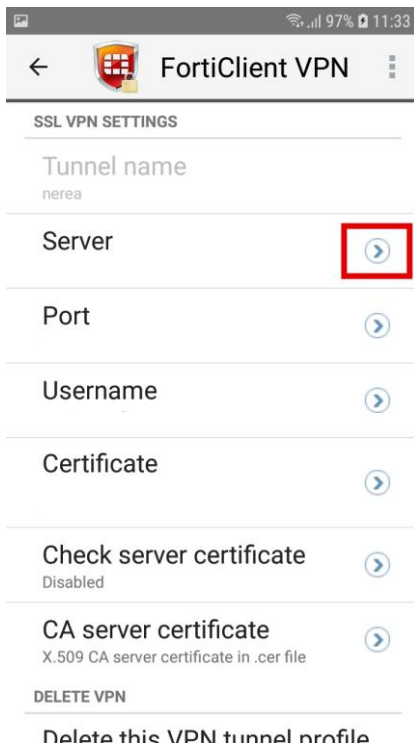 97% 11:33
FortiClient VPN
SSL VPN SETTINGS
Tunnel name
nerea
Server
Port
Username
Certificate
Check server certificate
Disabled
CA server certificate
X.509 CA server certificate in .cer file
DELETE VPN
Delete this VPN tunnel profile